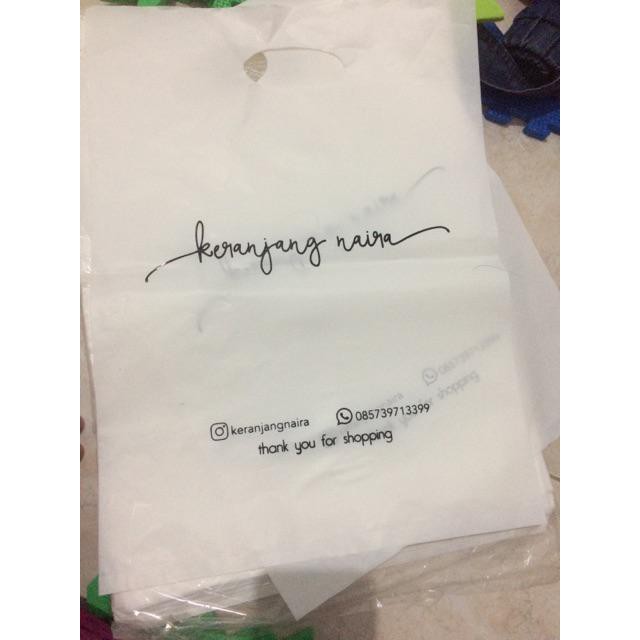 keranjang naira
keranjangnaira 085739713399
thank you for shopping